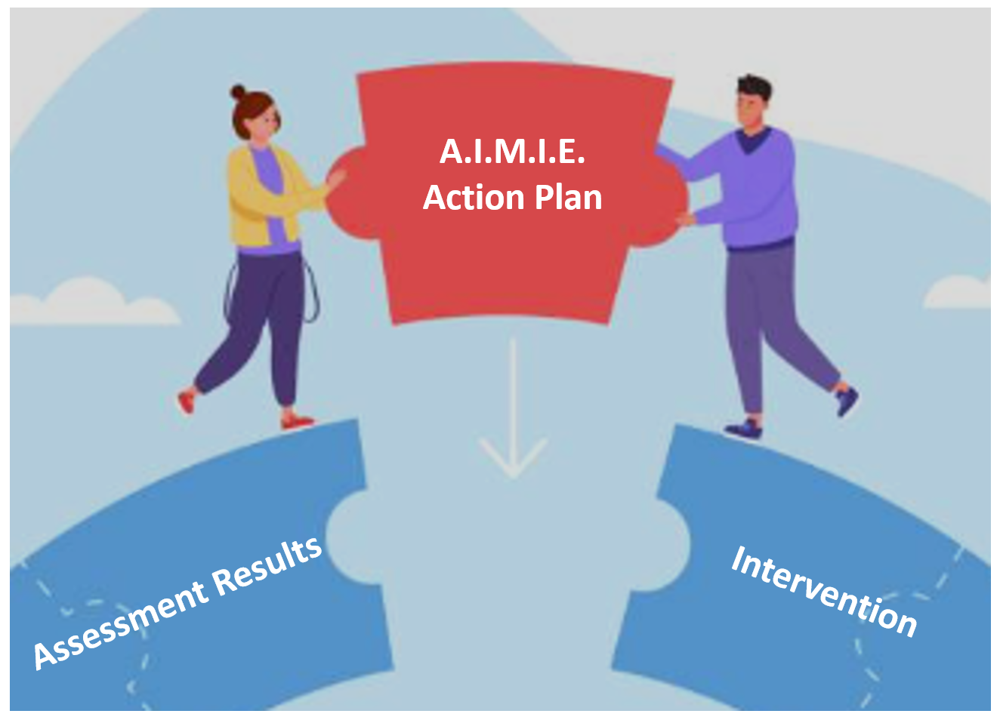 A.I.M.I.E.
Action Plan
Assessment Results
Intervention